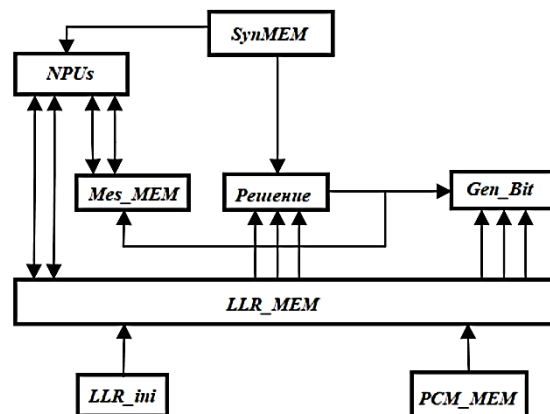 SynMEM
NPUs
Mes_MEM
Решение
Gen_Bit
LLR_MEM
LLR_ini
PCM_MEM